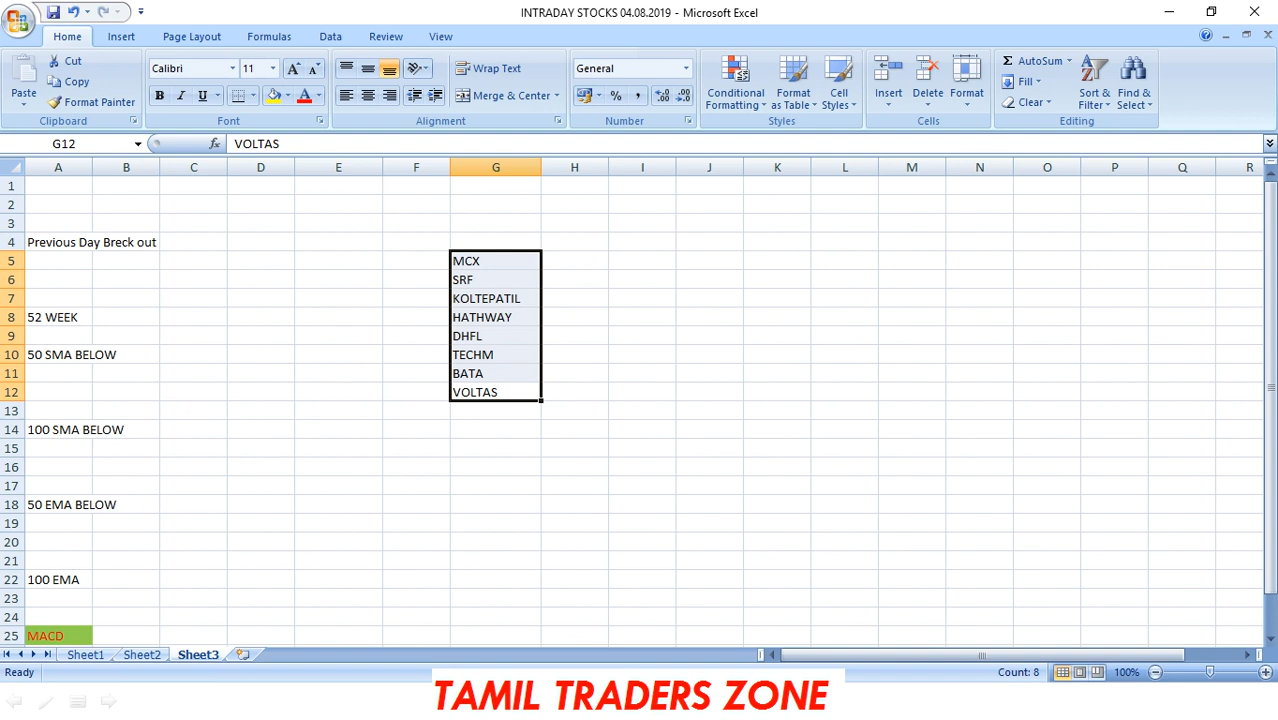 INTRADAY STOCKS 04.08.2019 - Microsoft Excel
Home Insert Page Layout Formulas Data Review View
Paste Cut Copy Format Painter Clipboard
Calibri 11 B I U Font
Wrap Text Merge & Center Alignment
General % , Number
Conditional Formatting Format as Table Cell Styles Styles
Insert Delete Format Cells
Σ AutoSum Fill Clear Sort & Filter Find & Select Editing
G12 fx VOLTAS
A B C D E F G H I J K L M N O P Q R
1
2
3
4 Previous Day Breck out
5 MCX
6 SRF
7 KOLTEPATIL
8 52 WEEK HATHWAY
9 DHFL
10 50 SMA BELOW TECHM
11 BATA
12 VOLTAS
13
14 100 SMA BELOW
15
16
17
18 50 EMA BELOW
19
20
21
22 100 EMA
23
24
25 MACD
Sheet1 Sheet2 Sheet3
Ready Count: 8 100%
TAMIL TRADERS ZONE